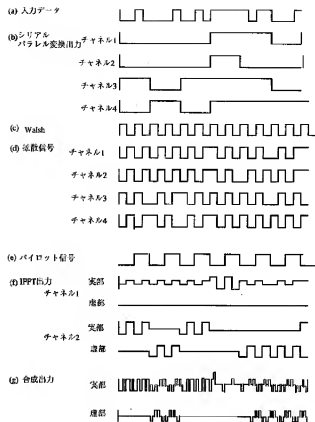 (a) 入力データ
(b) シリアル
パラレル変換出力 チャネル1
チャネル2
チャネル3
チャネル4
(c) Walsh
(d) 拡散信号
チャネル1
チャネル2
チャネル3
チャネル4
(e) パイロット信号
(f) IPPT出力 実部
チャネル1
虚部
チャネル2 実部
虚部
(g) 合成出力 実部
虚部